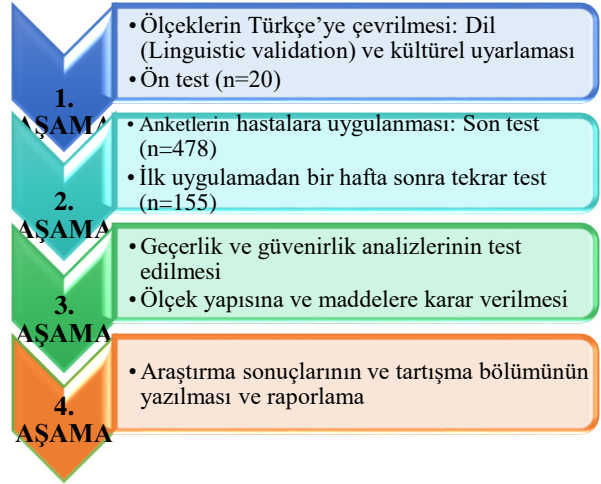 1.
AŞAMA
• Ölçeklerin Türkçe’ye çevrilmesi: Dil
(Linguistic validation) ve kültürel uyarlaması
• Ön test (n=20)
2.
AŞAMA
• Anketlerin hastalara uygulanması: Son test
(n=478)
• İlk uygulamadan bir hafta sonra tekrar test
(n=155)
3.
AŞAMA
• Geçerlik ve güvenirlik analizlerinin test
edilmesi
• Ölçek yapısına ve maddelere karar verilmesi
4.
AŞAMA
• Araştırma sonuçlarının ve tartışma bölümünün
yazılması ve raporlama